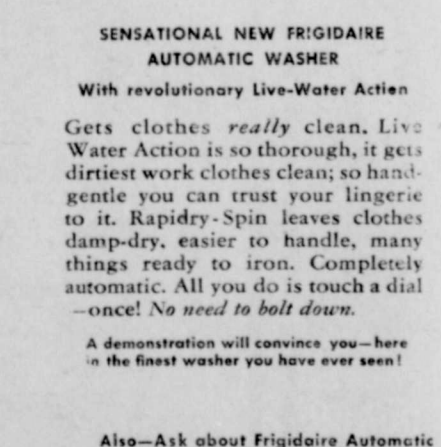 SENSATIONAL NEW FRIGIDAIRE
AUTOMATIC WASHER
With revolutionary Live-Water Action
Gets clothes really clean. Live
Water Action is so thorough, it gets
dirtiest work clothes clean; so hand-
gentle you can trust your lingerie
to it. Rapidry-Spin leaves clothes
damp-dry, easier to handle, many
things ready to iron. Completely
automatic. All you do is touch a dial
—once! No need to bolt down.
A demonstration will convince you—here
in the finest washer you have ever seen!
Also—Ask about Frigidaire Automatic